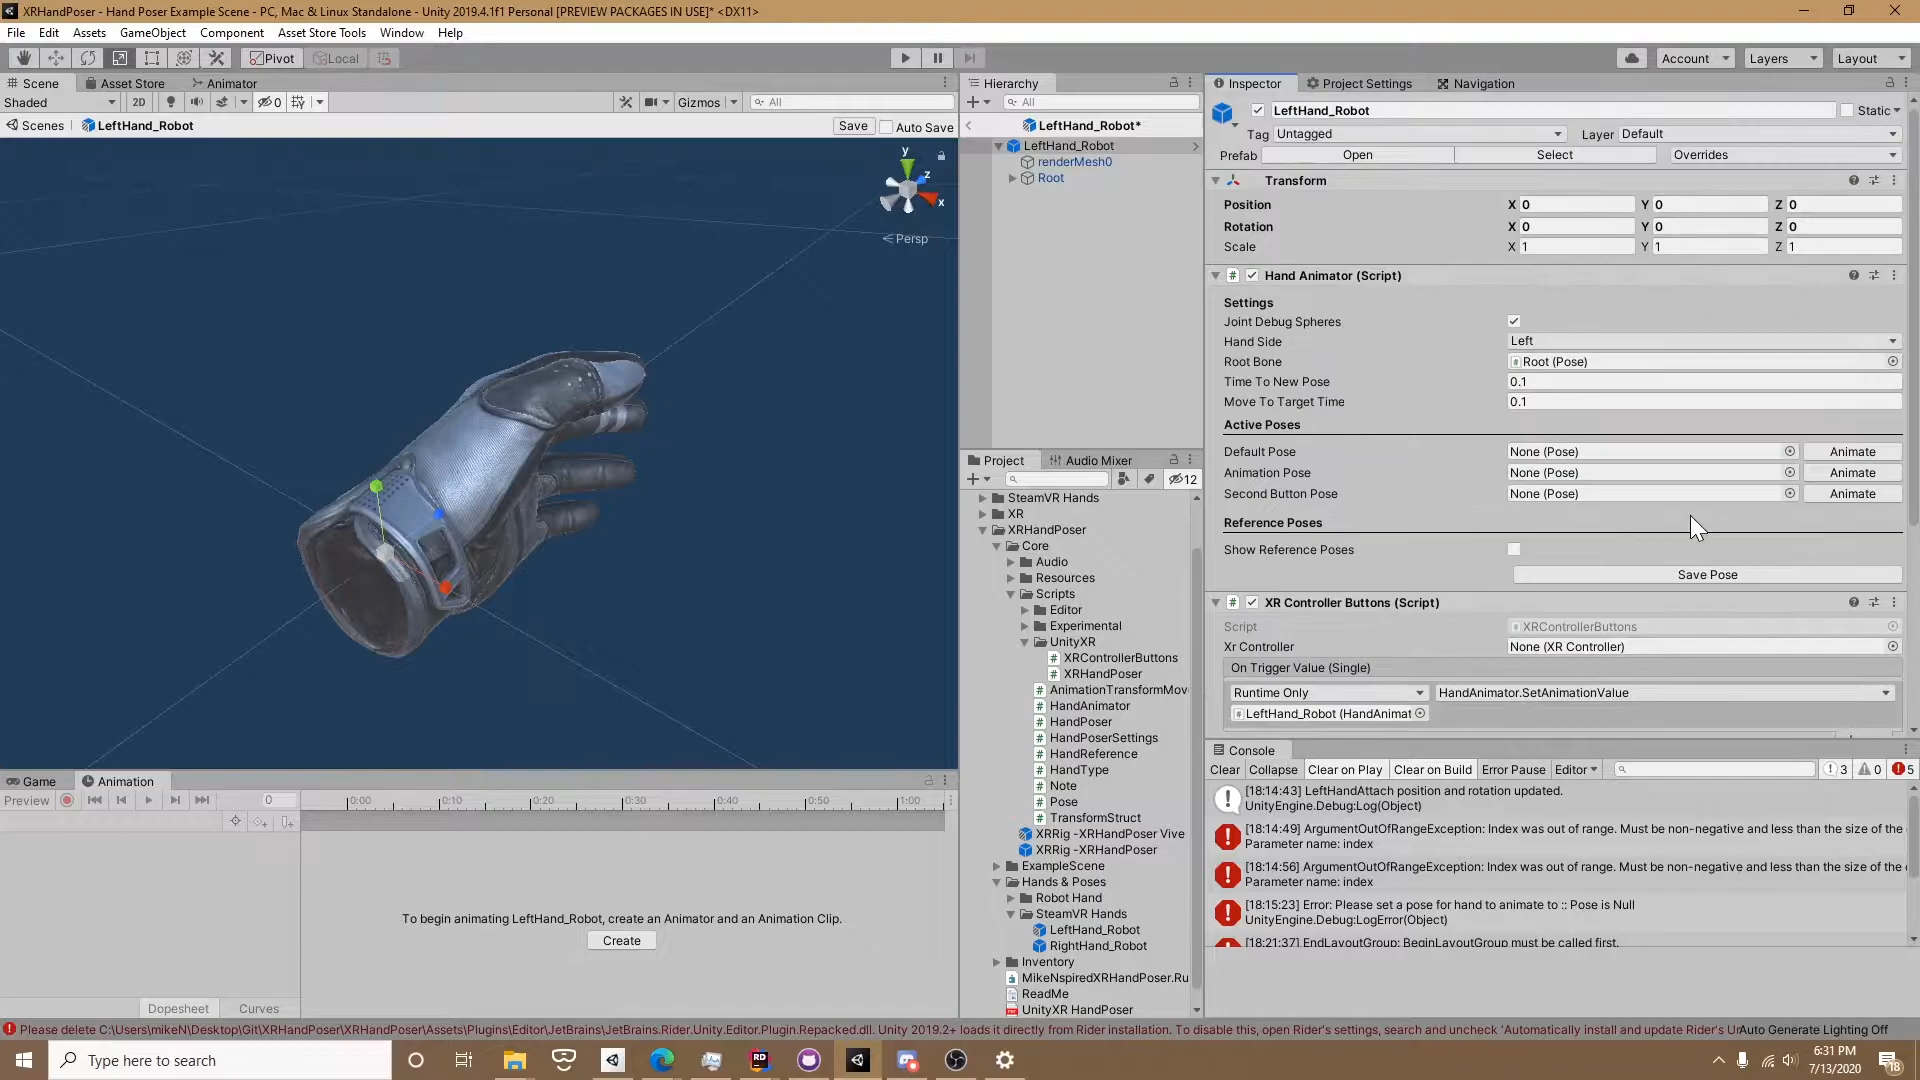 XRHandPoser - Hand Poser Example Scene - PC, Mac & Linux Standalone - Unity 2019.4.1f1 Personal [PREVIEW PACKAGES IN USE]* <DX11>
File Edit Assets GameObject Component Asset Store Tools Window Help
Pivot Local Account Layers Layout
Scene Asset Store Animator
Shaded 2D 0 Gizmos All
Scenes LeftHand_Robot Save Auto Save
y
z
x
Persp
Hierarchy
All
LeftHand_Robot*
LeftHand_Robot
renderMesh0
Root
Project Audio Mixer
12
SteamVR Hands
XR
XRHandPoser
Core
Audio
Resources
Scripts
Editor
Experimental
UnityXR
XRControllerButtons
XRHandPoser
AnimationTransformMov
HandAnimator
HandPoser
HandPoserSettings
HandReference
HandType
Note
Pose
TransformStruct
XRRig -XRHandPoser Vive
XRRig -XRHandPoser
ExampleScene
Hands & Poses
Robot Hand
SteamVR Hands
LeftHand_Robot
RightHand_Robot
Inventory
MikeNspiredXRHandPoser.Ru
ReadMe
UnityXR HandPoser
Inspector Project Settings Navigation
LeftHand_Robot Static
Tag Untagged Layer Default
Prefab Open Select Overrides
Transform
Position X 0 Y 0 Z 0
Rotation X 0 Y 0 Z 0
Scale X 1 Y 1 Z 1
Hand Animator (Script)
Settings
Joint Debug Spheres
Hand Side Left
Root Bone Root (Pose)
Time To New Pose 0.1
Move To Target Time 0.1
Active Poses
Default Pose None (Pose) Animate
Animation Pose None (Pose) Animate
Second Button Pose None (Pose) Animate
Reference Poses
Show Reference Poses
Save Pose
XR Controller Buttons (Script)
Script XRControllerButtons
Xr Controller None (XR Controller)
On Trigger Value (Single)
Runtime Only HandAnimator.SetAnimationValue
LeftHand_Robot (HandAnimat
Console
Clear Collapse Clear on Play Clear on Build Error Pause Editor 3 0 5
[18:14:43] LeftHandAttach position and rotation updated.
UnityEngine.Debug:Log(Object)
[18:14:49] ArgumentOutOfRangeException: Index was out of range. Must be non-negative and less than the size of the
Parameter name: index
[18:14:56] ArgumentOutOfRangeException: Index was out of range. Must be non-negative and less than the size of the
Parameter name: index
[18:15:23] Error: Please set a pose for hand to animate to :: Pose is Null
UnityEngine.Debug:LogError(Object)
[18:21:37] EndLayoutGroup: BeginLayoutGroup must be called first.
Game Animation
Preview 0 0:00 0:10 0:20 0:30 0:40 0:50 1:00
To begin animating LeftHand_Robot, create an Animator and an Animation Clip.
Create
Dopesheet Curves
Please delete C:\Users\mikeN\Desktop\Git\XRHandPoser\XRHandPoser\Assets\Plugins\Editor\JetBrains\JetBrains.Rider.Unity.Editor.Plugin.Repacked.dll. Unity 2019.2+ loads it directly from Rider installation. To disable this, open Rider's settings, search and uncheck 'Automatically install and update Rider's Ur Auto Generate Lighting Off
Type here to search
RD
6:31 PM
7/13/2020
18